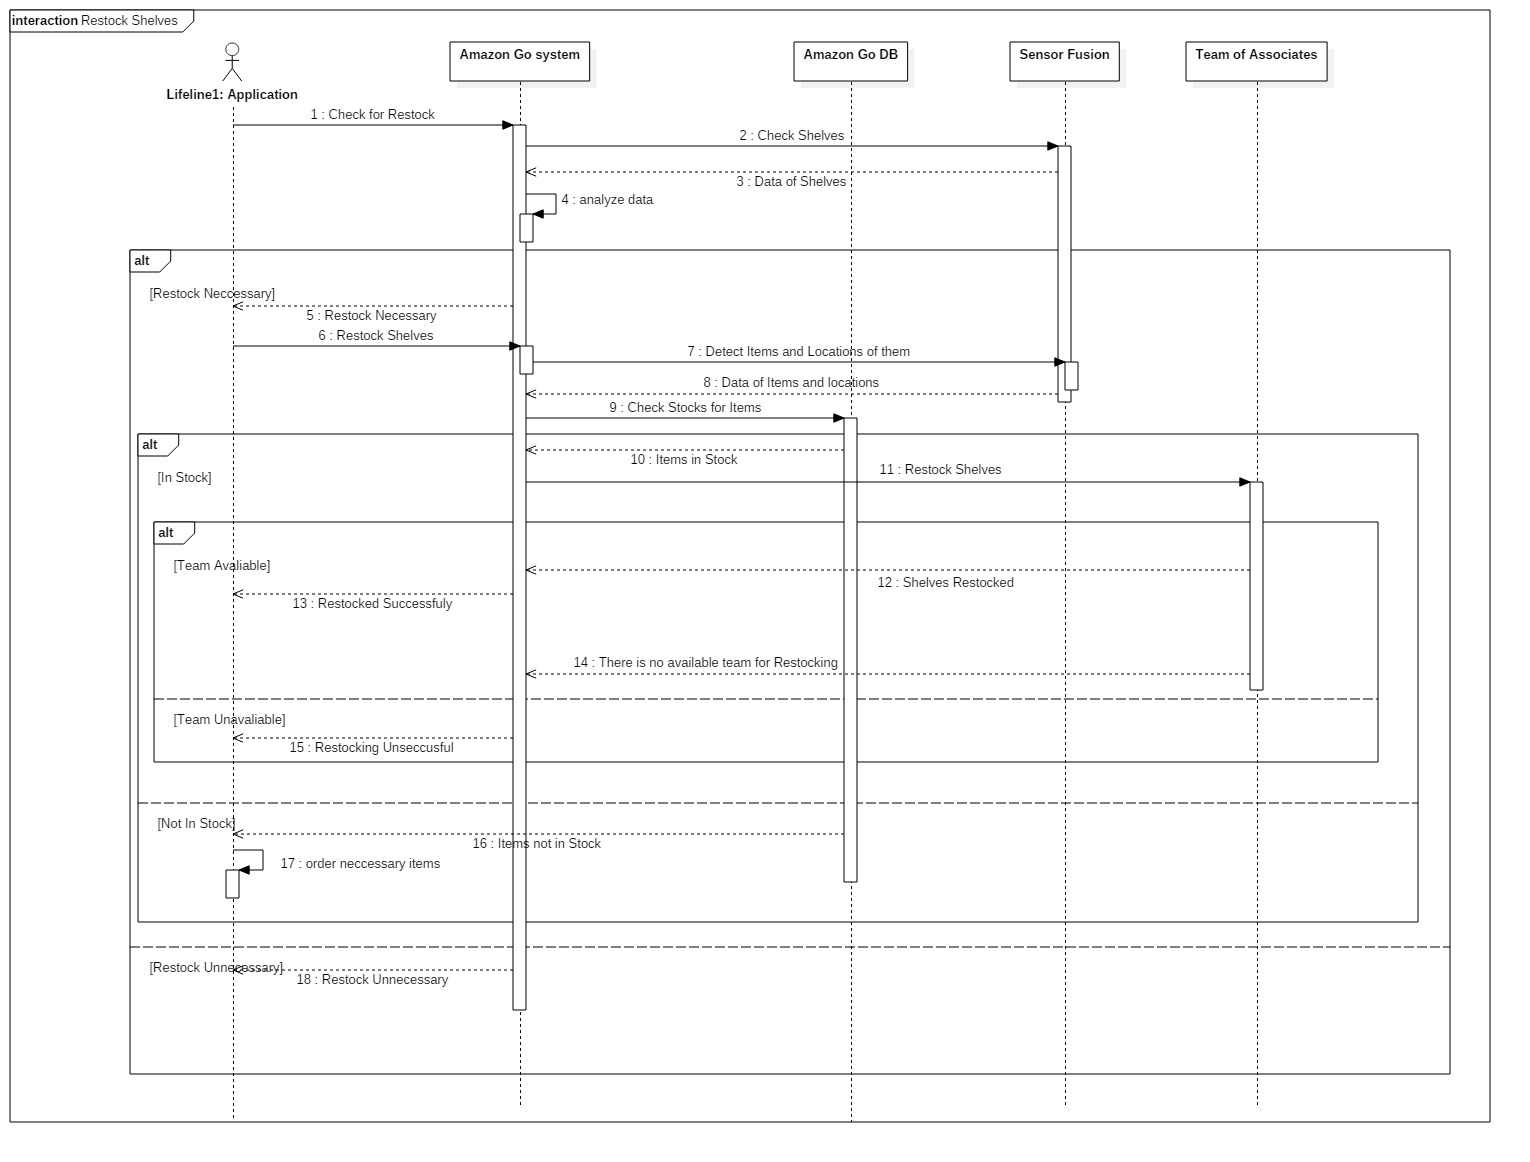 interaction Restock Shelves
Amazon Go system
Amazon Go DB
Sensor Fusion
Team of Associates
Lifeline1: Application
1 : Check for Restock
2 : Check Shelves
3 : Data of Shelves
4 : analyze data
alt
[Restock Neccessary]
5 : Restock Necessary
6 : Restock Shelves
7 : Detect Items and Locations of them
8 : Data of Items and locations
9 : Check Stocks for Items
alt
10 : Items in Stock
11 : Restock Shelves
[In Stock]
alt
[Team Avaliable]
12 : Shelves Restocked
13 : Restocked Successfuly
14 : There is no available team for Restocking
[Team Unavaliable]
15 : Restocking Unseccusful
[Not In Stock]
16 : Items not in Stock
17 : order neccessary items
[Restock Unnecessary]
18 : Restock Unnecessary